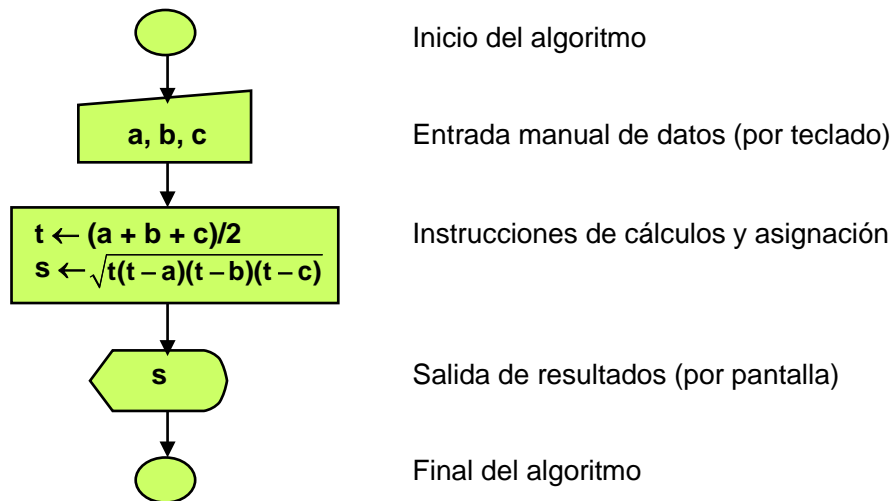 Inicio del algoritmo
a, b, c
Entrada manual de datos (por teclado)
t ← (a + b + c)/2
s ← √t(t – a)(t – b)(t – c)
Instrucciones de cálculos y asignación
s
Salida de resultados (por pantalla)
Final del algoritmo